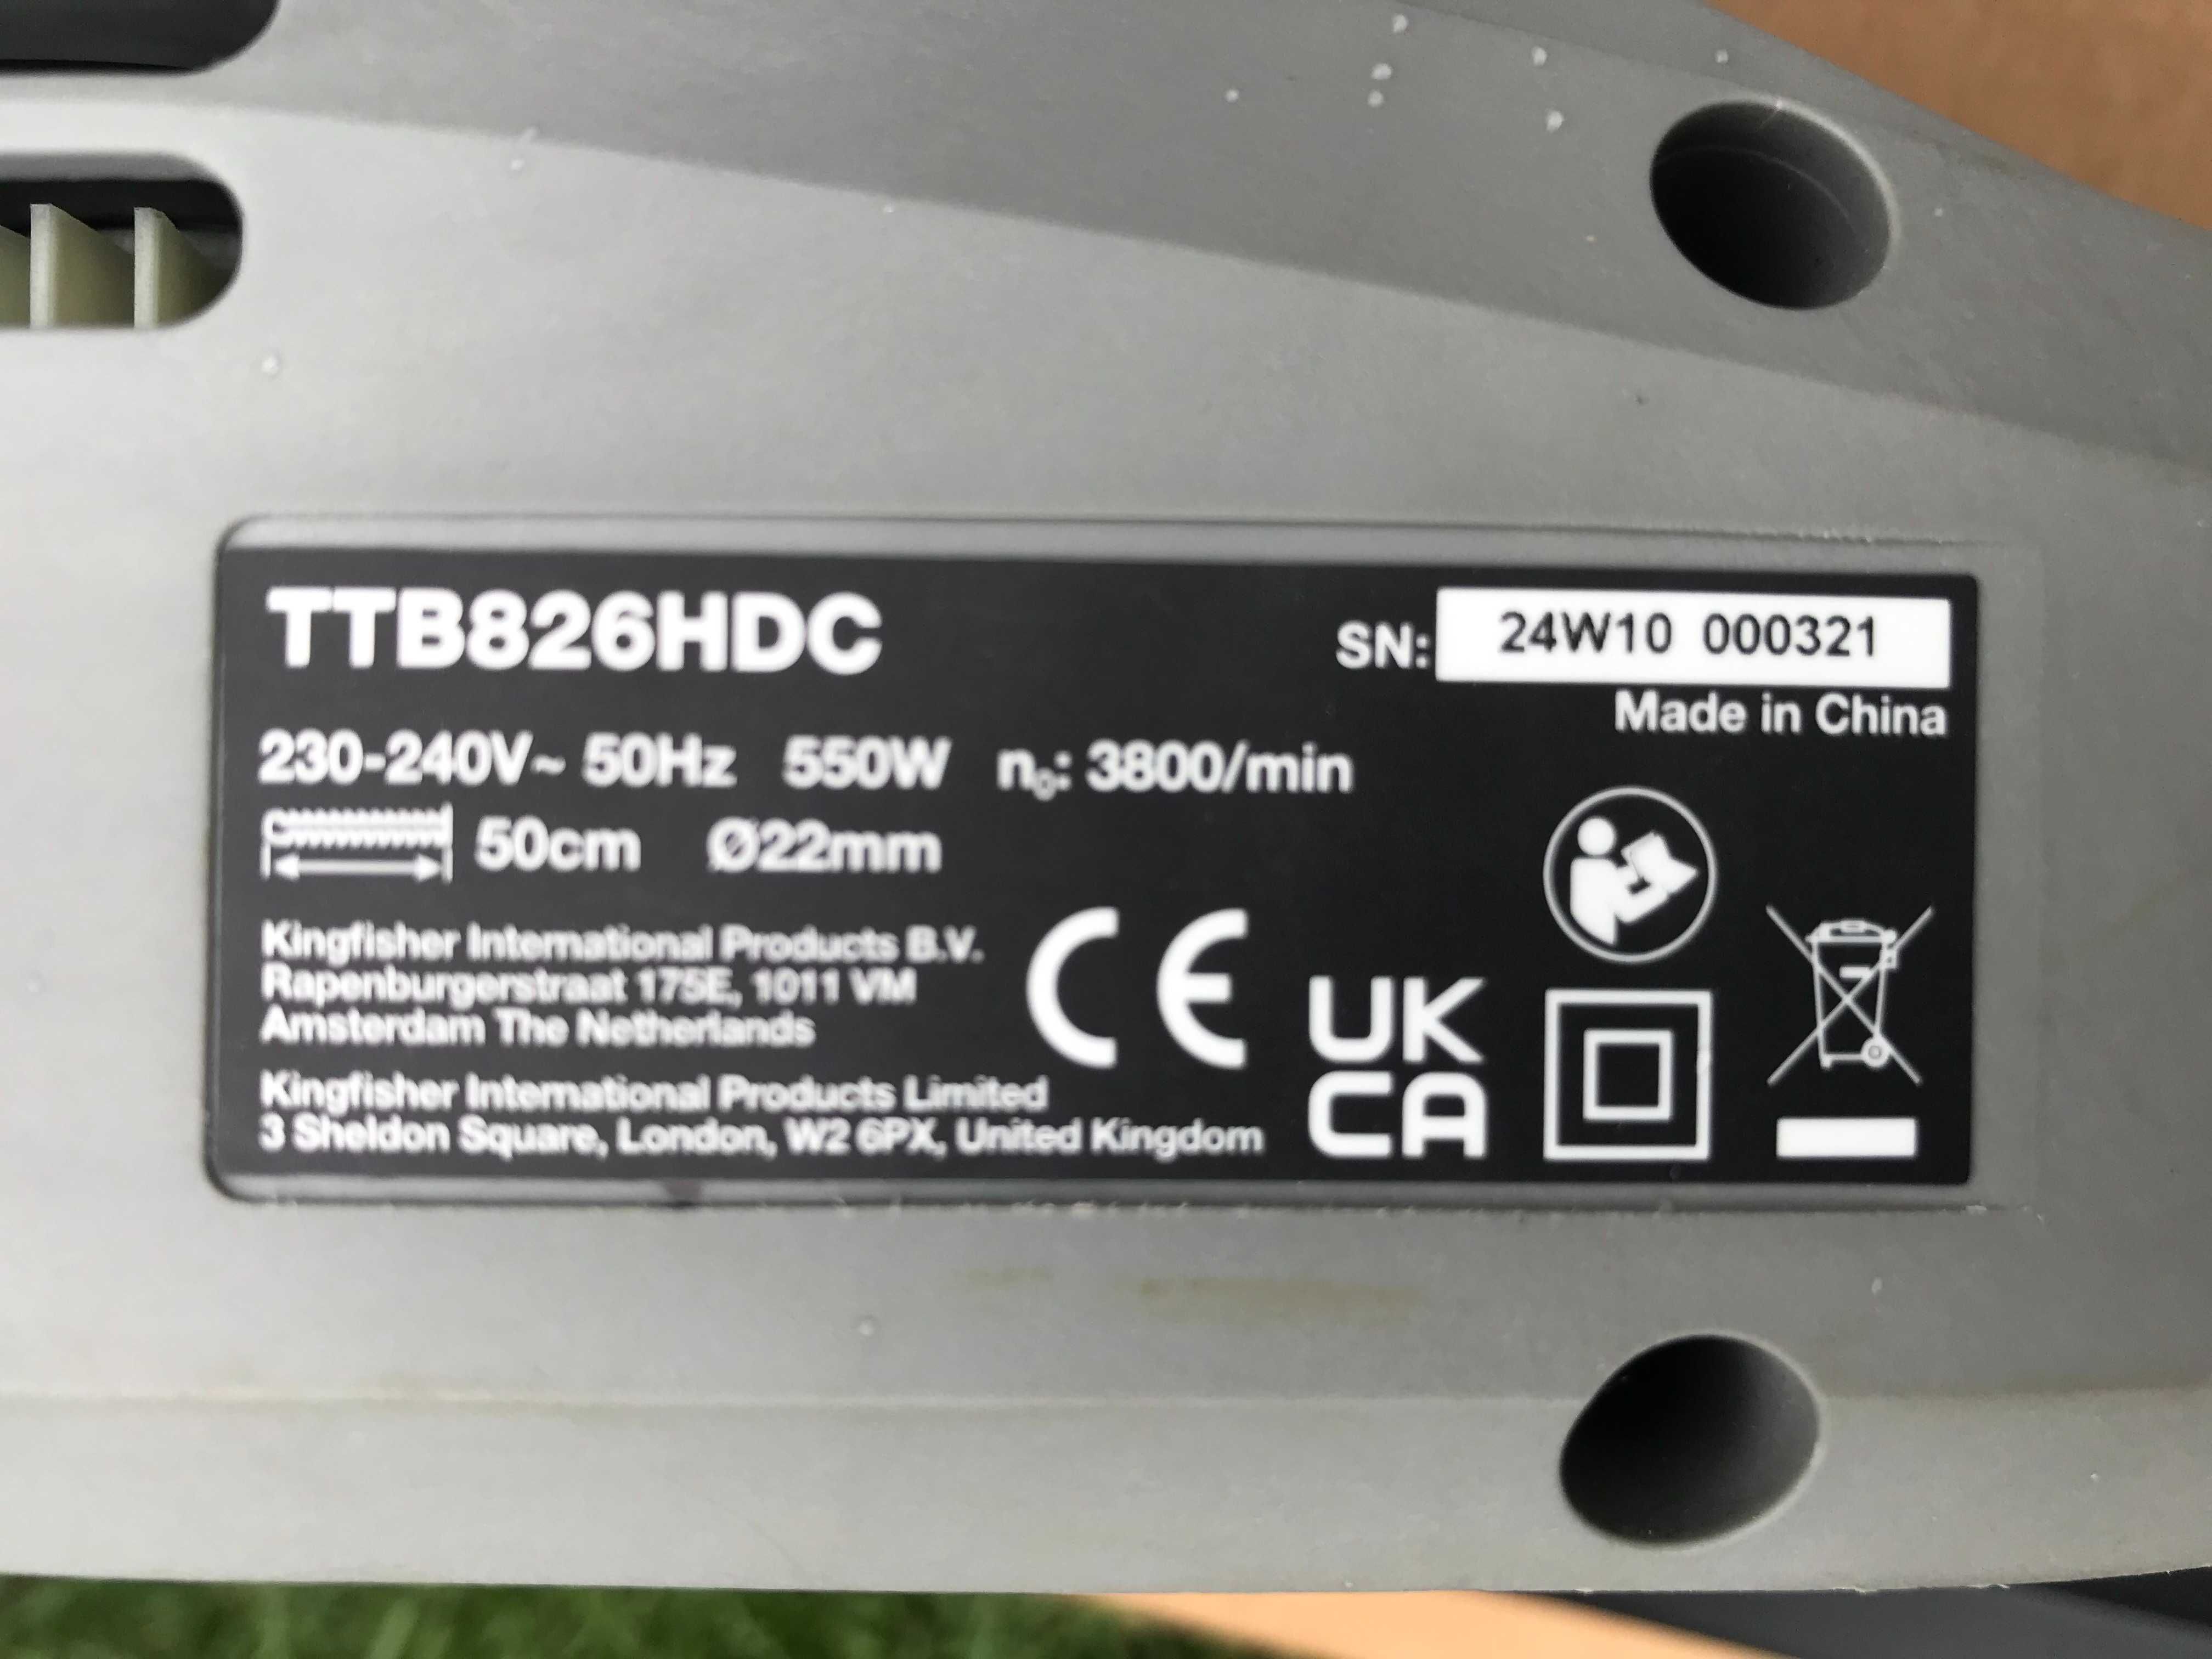 TTB826HDC
SN: 24W10 000321
Made in China
230-240V~ 50Hz 550W n₀: 3800/min
50cm Ø22mm
Kingfisher International Products B.V.
Rapenburgerstraat 175E, 1011 VM
Amsterdam The Netherlands
CE
UK
CA
Kingfisher International Products Limited
3 Sheldon Square, London, W2 6PX, United Kingdom